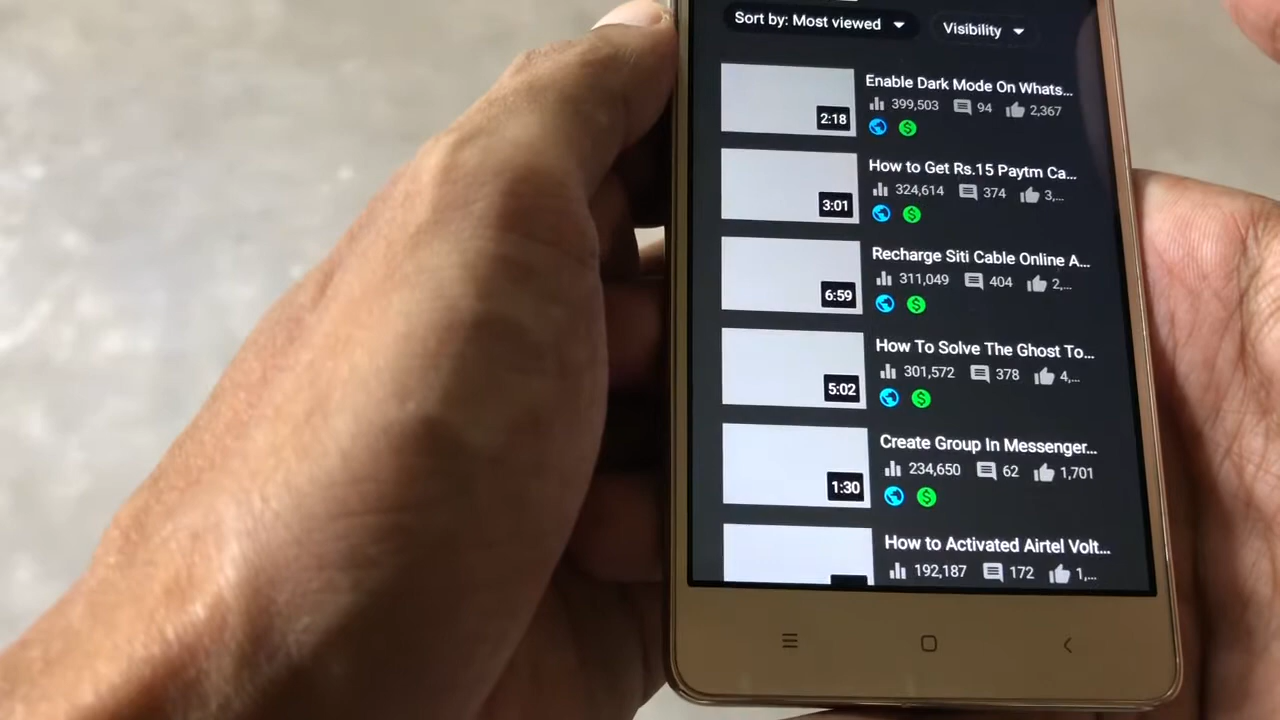 Sort by: Most viewed Visibility
Enable Dark Mode On Whats...
399,503 94 2,367
2:18
How to Get Rs.15 Paytm Ca...
324,614 374 3,...
3:01
Recharge Siti Cable Online A...
311,049 404 2,...
6:59
How To Solve The Ghost To...
301,572 378 4,...
5:02
Create Group In Messenger...
234,650 62 1,701
1:30
How to Activated Airtel Volt...
192,187 172 1,...